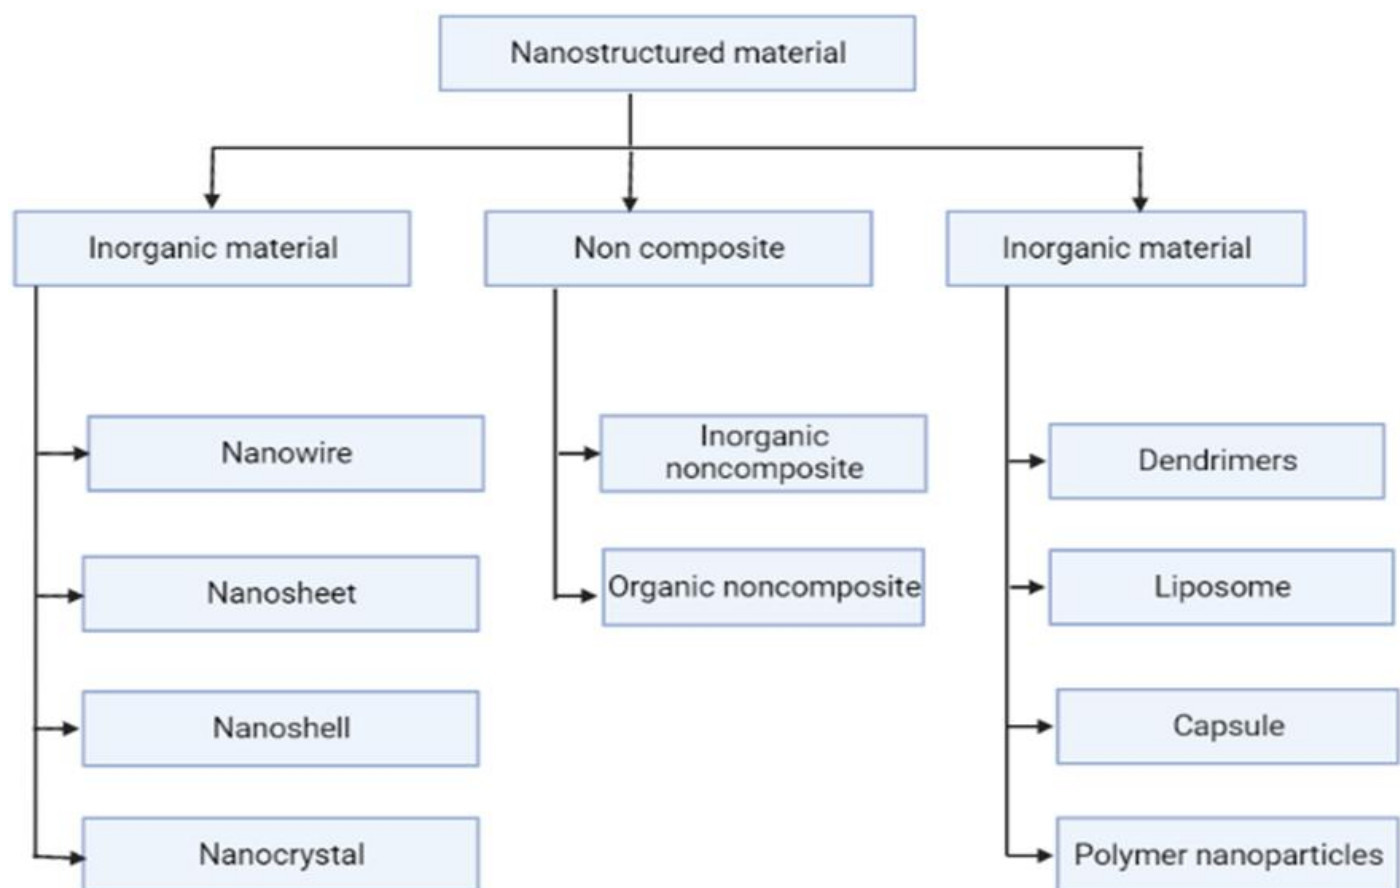 Nanostructured material
Inorganic material
Non composite
Inorganic material
Nanowire
Nanosheet
Nanoshell
Nanocrystal
Inorganic
noncomposite
Organic noncomposite
Dendrimers
Liposome
Capsule
Polymer nanoparticles